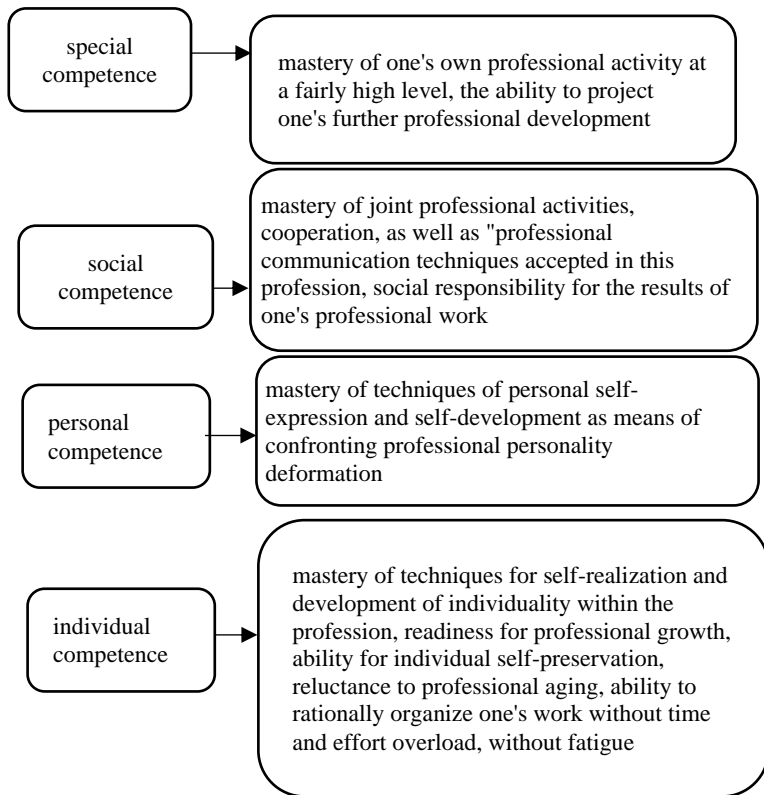 special
competence
mastery of one's own professional activity at
a fairly high level, the ability to project
one's further professional development
social
competence
mastery of joint professional activities,
cooperation, as well as "professional
communication techniques accepted in this
profession, social responsibility for the results of
one's professional work
personal
competence
mastery of techniques of personal self-
expression and self-development as means of
confronting professional personality
deformation
individual
competence
mastery of techniques for self-realization and
development of individuality within the
profession, readiness for professional growth,
ability for individual self-preservation,
reluctance to professional aging, ability to
rationally organize one's work without time
and effort overload, without fatigue